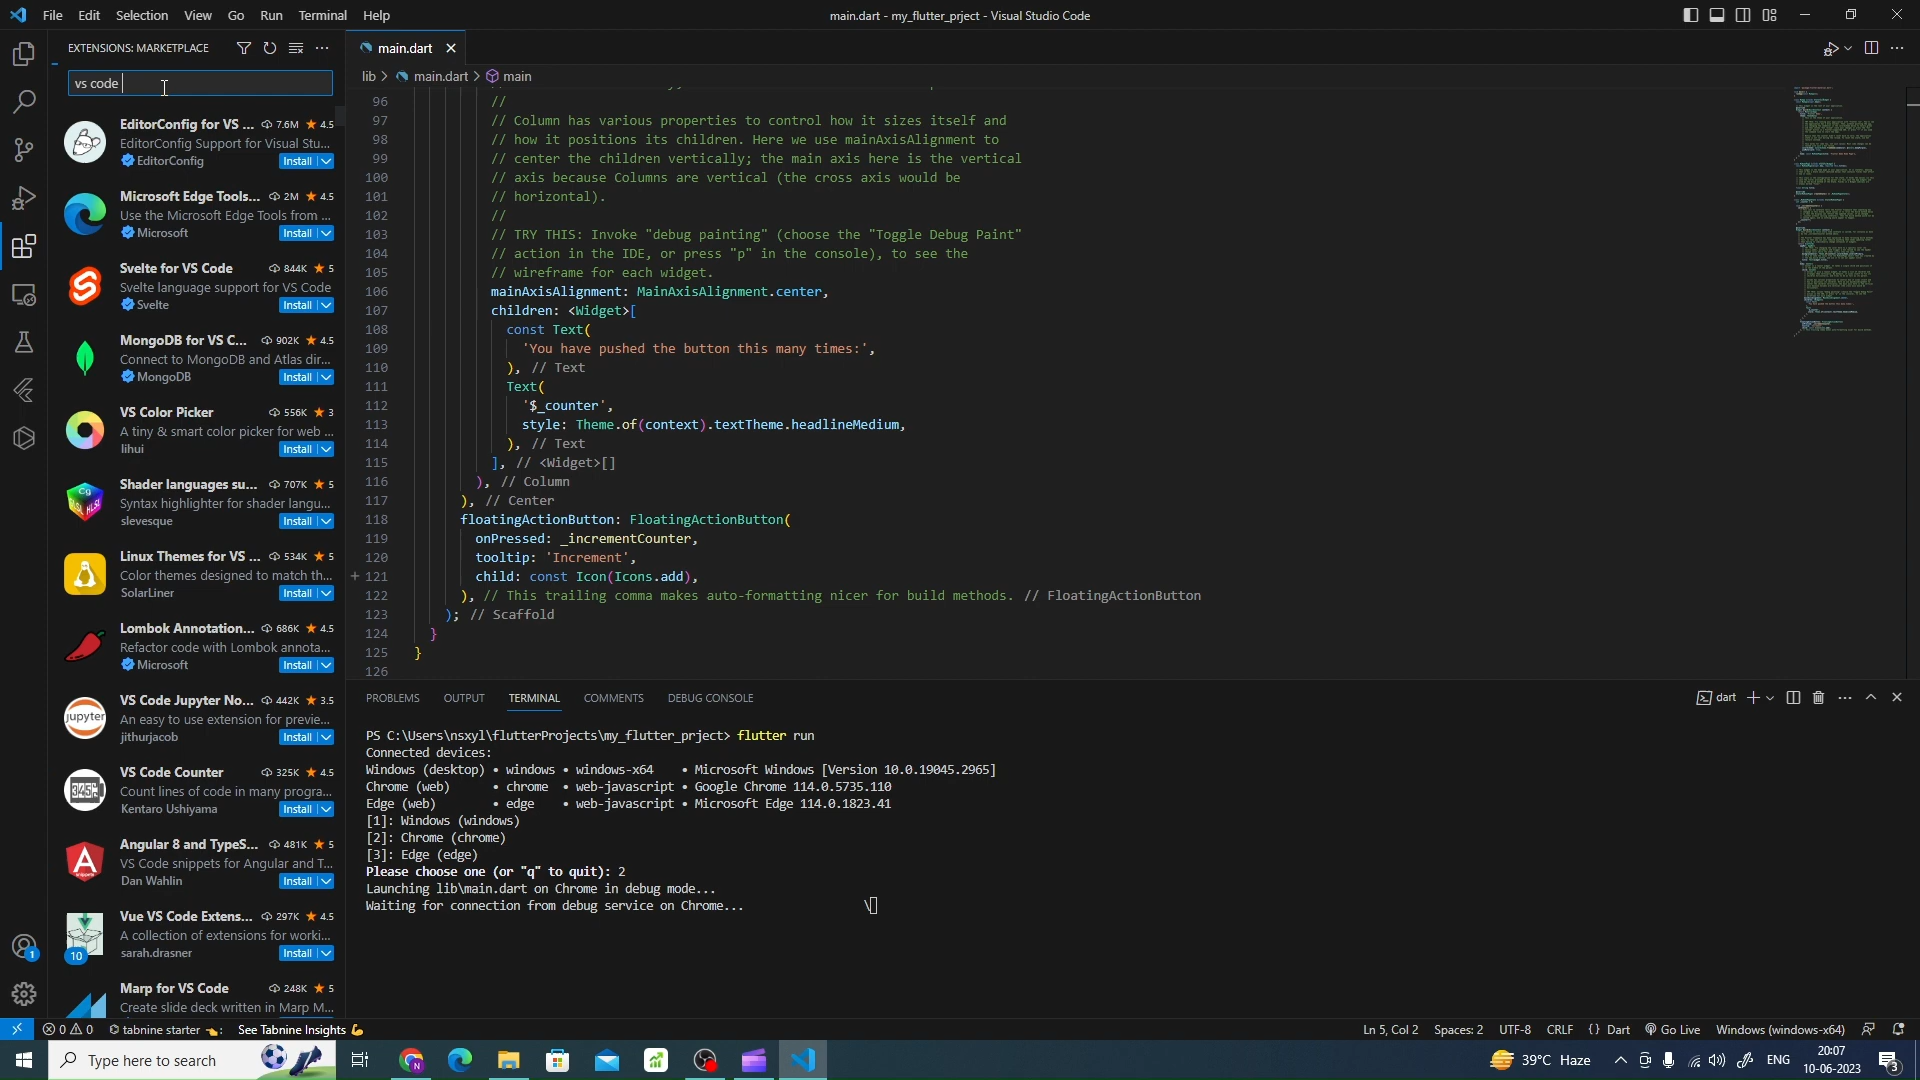 File Edit Selection View Go Run Terminal Help
main.dart - my_flutter_prject - Visual Studio Code
EXTENSIONS: MARKETPLACE
vs code
EditorConfig for VS ... 7.6M 4.5
EditorConfig Support for Visual Stu...
EditorConfig Install
Microsoft Edge Tools... 2M 4.5
Use the Microsoft Edge Tools from ...
Microsoft Install
Svelte for VS Code 844K 5
Svelte language support for VS Code
Svelte Install
MongoDB for VS C... 902K 4.5
Connect to MongoDB and Atlas dir...
MongoDB Install
VS Color Picker 556K 3
A tiny & smart color picker for web ...
lihui Install
Shader languages su... 707K 5
Syntax highlighter for shader langu...
slevesque Install
Linux Themes for VS ... 534K 5
Color themes designed to match th...
SolarLiner Install
Lombok Annotation... 686K 4.5
Refactor code with Lombok annota...
Microsoft Install
jupyter
VS Code Jupyter No... 442K 3.5
An easy to use extension for previe...
jithurjacob Install
VS Code Counter 325K 4.5
Count lines of code in many progra...
Kentaro Ushiyama Install
Angular 8 and TypeS... 481K 5
VS Code snippets for Angular and T...
Dan Wahlin Install
Vue VS Code Extens... 297K 4.5
A collection of extensions for worki...
10
sarah.drasner Install
Marp for VS Code 248K 5
Create slide deck written in Marp M...
1
main.dart
lib > main.dart > main
96 //
97 // Column has various properties to control how it sizes itself and
98 // how it positions its children. Here we use mainAxisAlignment to
99 // center the children vertically; the main axis here is the vertical
100 // axis because Columns are vertical (the cross axis would be
101 // horizontal).
102 //
103 // TRY THIS: Invoke "debug painting" (choose the "Toggle Debug Paint"
104 // action in the IDE, or press "p" in the console), to see the
105 // wireframe for each widget.
106 mainAxisAlignment: MainAxisAlignment.center,
107 children: <Widget>[
108 const Text(
109 'You have pushed the button this many times:',
110 ), // Text
111 Text(
112 '$_counter',
113 style: Theme.of(context).textTheme.headlineMedium,
114 ), // Text
115 ], // <Widget>[]
116 ), // Column
117 ), // Center
118 floatingActionButton: FloatingActionButton(
119 onPressed: _incrementCounter,
120 tooltip: 'Increment',
+ 121 child: const Icon(Icons.add),
122 ), // This trailing comma makes auto-formatting nicer for build methods. // FloatingActionButton
123 ); // Scaffold
124 }
125 }
126
PROBLEMS OUTPUT TERMINAL COMMENTS DEBUG CONSOLE
dart
PS C:\Users\nsxyl\flutterProjects\my_flutter_prject> flutter run
Connected devices:
Windows (desktop) • windows • windows-x64 • Microsoft Windows [Version 10.0.19045.2965]
Chrome (web) • chrome • web-javascript • Google Chrome 114.0.5735.110
Edge (web) • edge • web-javascript • Microsoft Edge 114.0.1823.41
[1]: Windows (windows)
[2]: Chrome (chrome)
[3]: Edge (edge)
Please choose one (or "q" to quit): 2
Launching lib\main.dart on Chrome in debug mode...
Waiting for connection from debug service on Chrome... \
0 0 tabnine starter : See Tabnine Insights
Ln 5, Col 2 Spaces: 2 UTF-8 CRLF {} Dart Go Live Windows (windows-x64)
Type here to search
39°C Haze
ENG
20:07
10-06-2023
3